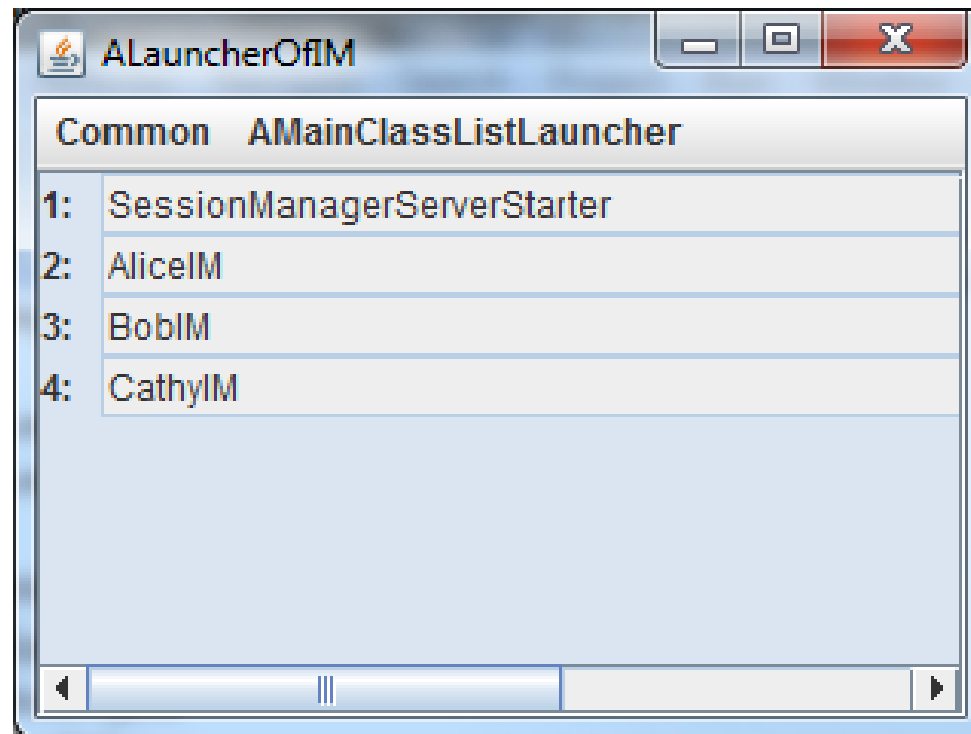 ALauncherOfIM
Common AMainClassListLauncher
1: SessionManagerServerStarter
2: AliceIM
3: BobIM
4: CathyIM